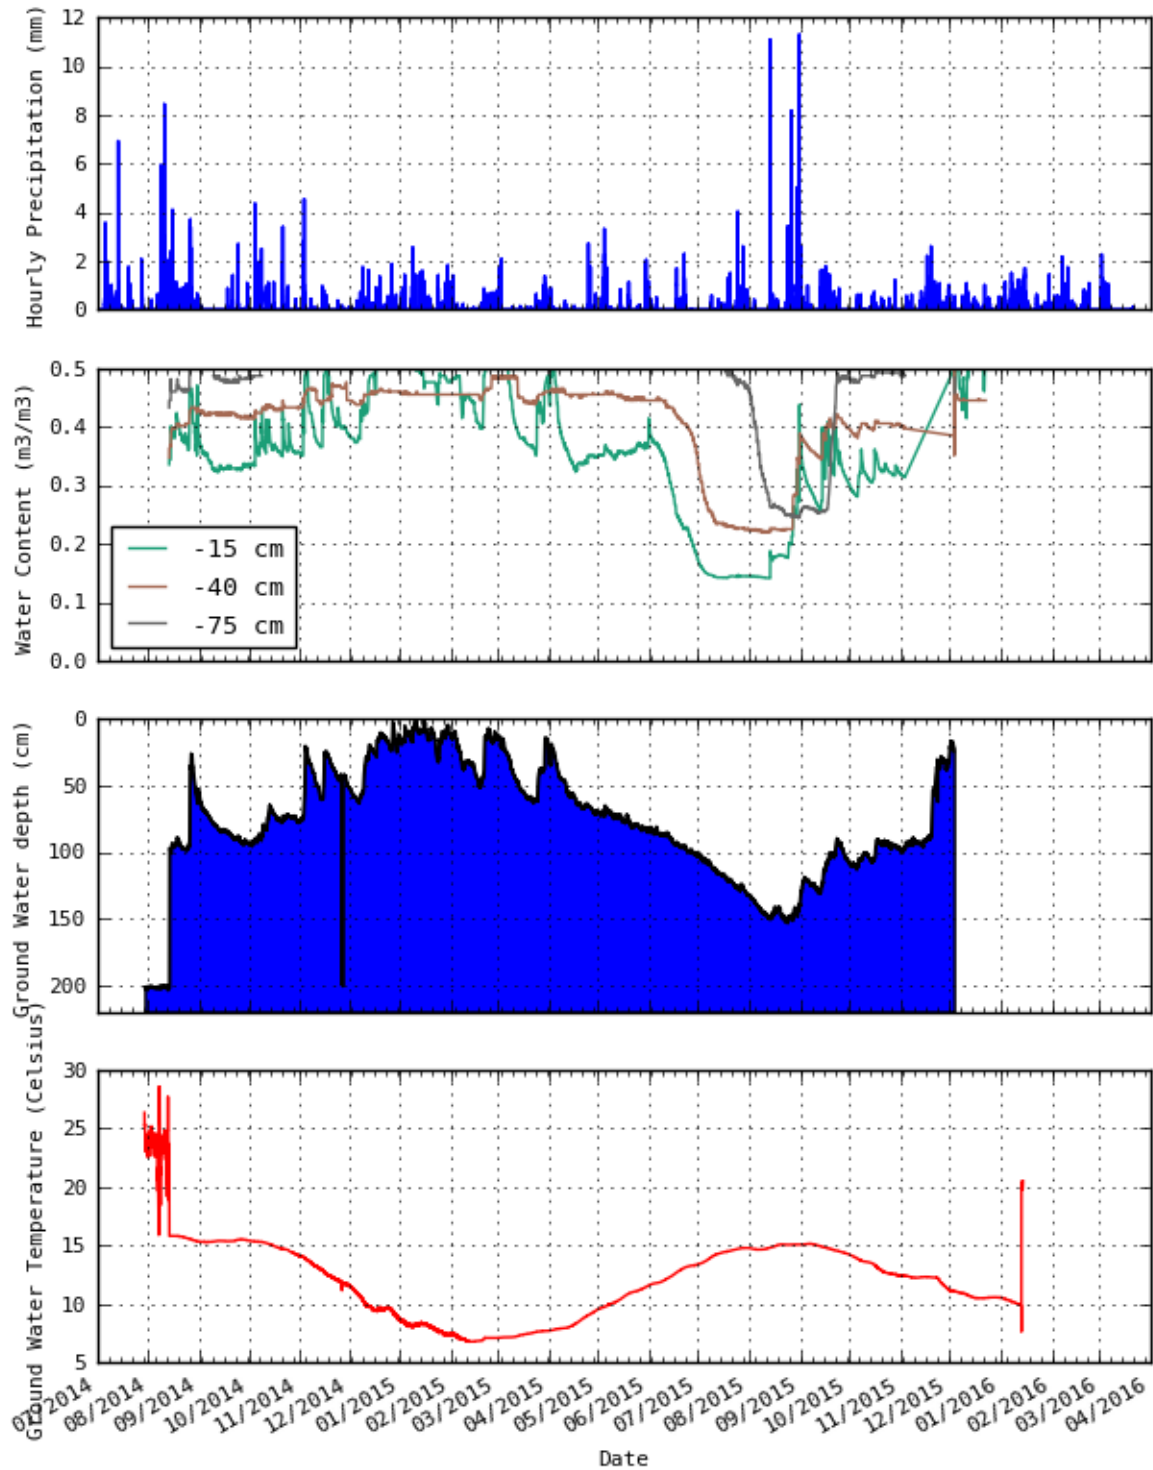 Hourly Precipitation (mm)
12
10
8
6
4
2
0
Water Content (m3/m3)
0.5
0.4
0.3
0.2
0.1
0.0
-15 cm
-40 cm
-75 cm
Ground Water depth (cm)
0
50
100
150
200
Ground Water Temperature (Celsius)
30
25
20
15
10
5
07/2014 08/2014 09/2014 10/2014 11/2014 12/2014 01/2015 02/2015 03/2015 04/2015 05/2015 06/2015 07/2015 08/2015 09/2015 10/2015 11/2015 12/2015 01/2016 02/2016 03/2016 04/2016
Date